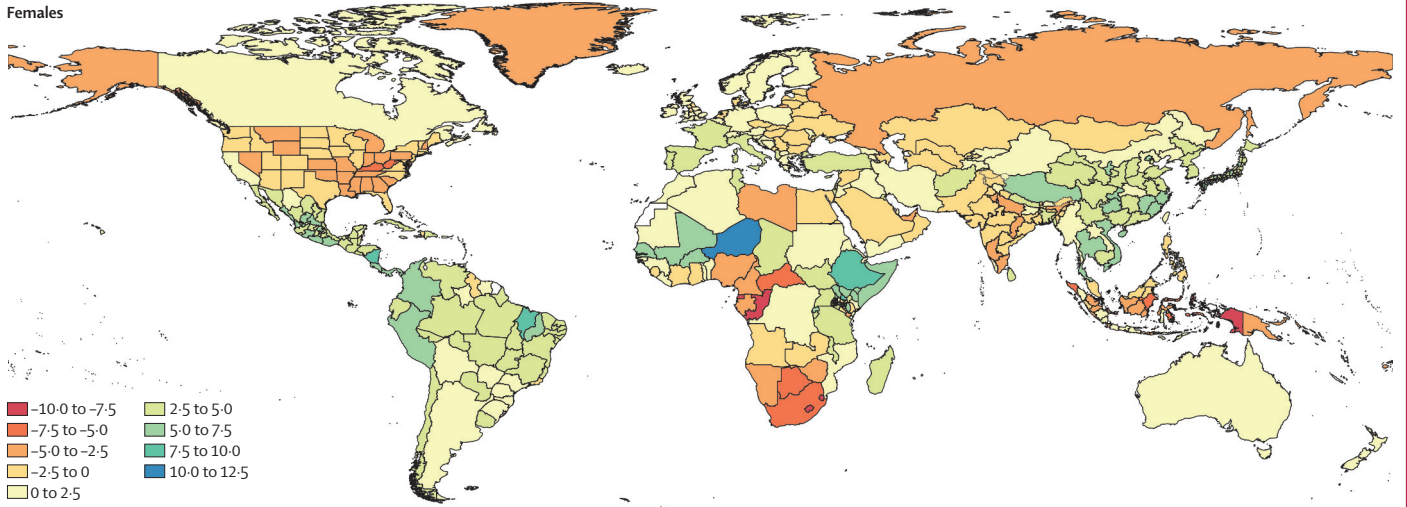 Females
–10·0 to –7·5
–7·5 to –5·0
–5·0 to –2·5
–2·5 to 0
0 to 2·5
2·5 to 5·0
5·0 to 7·5
7·5 to 10·0
10·0 to 12·5